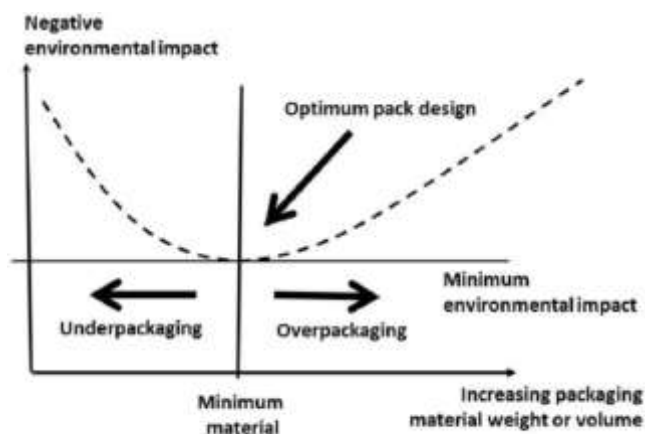 Negative
environmental impact
Optimum pack design
Minimum
environmental impact
Underpackaging
Overpackaging
Minimum
material
Increasing packaging
material weight or volume